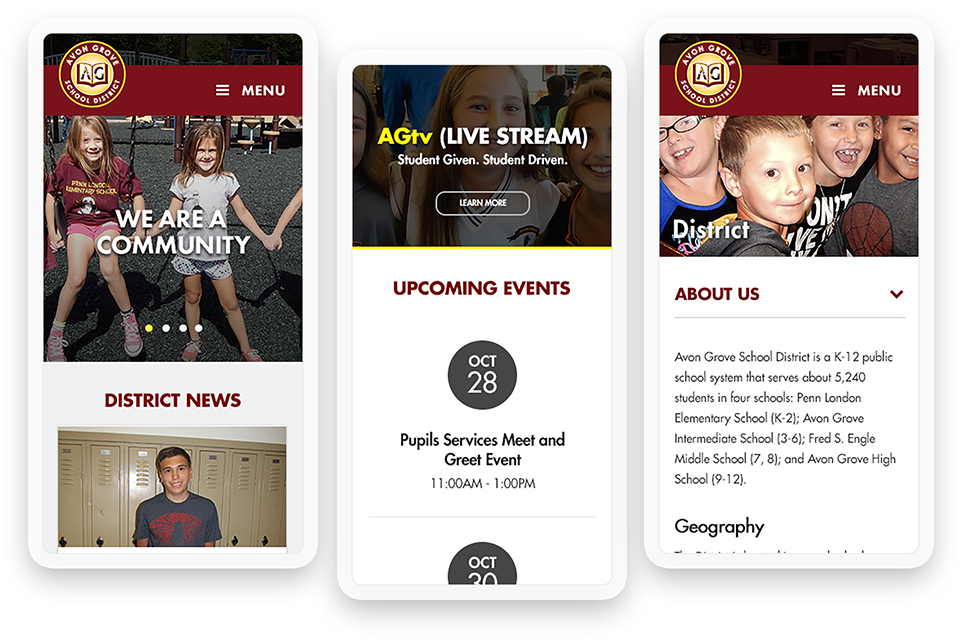 AVON GROVE
AG
SCHOOL DISTRICT
MENU
PENN LONDON
ELEMENTARY SCHOOL
WE ARE A
COMMUNITY
DISTRICT NEWS
AGtv (LIVE STREAM)
Student Given. Student Driven.
LEARN MORE
UPCOMING EVENTS
OCT
28
Pupils Services Meet and
Greet Event
11:00AM - 1:00PM
OCT
30
AVON GROVE
AG
SCHOOL DISTRICT
MENU
District
ABOUT US
Avon Grove School District is a K-12 public
school system that serves about 5,240
students in four schools: Penn London
Elementary School (K-2); Avon Grove
Intermediate School (3-6); Fred S. Engle
Middle School (7, 8); and Avon Grove High
School (9-12).
Geography